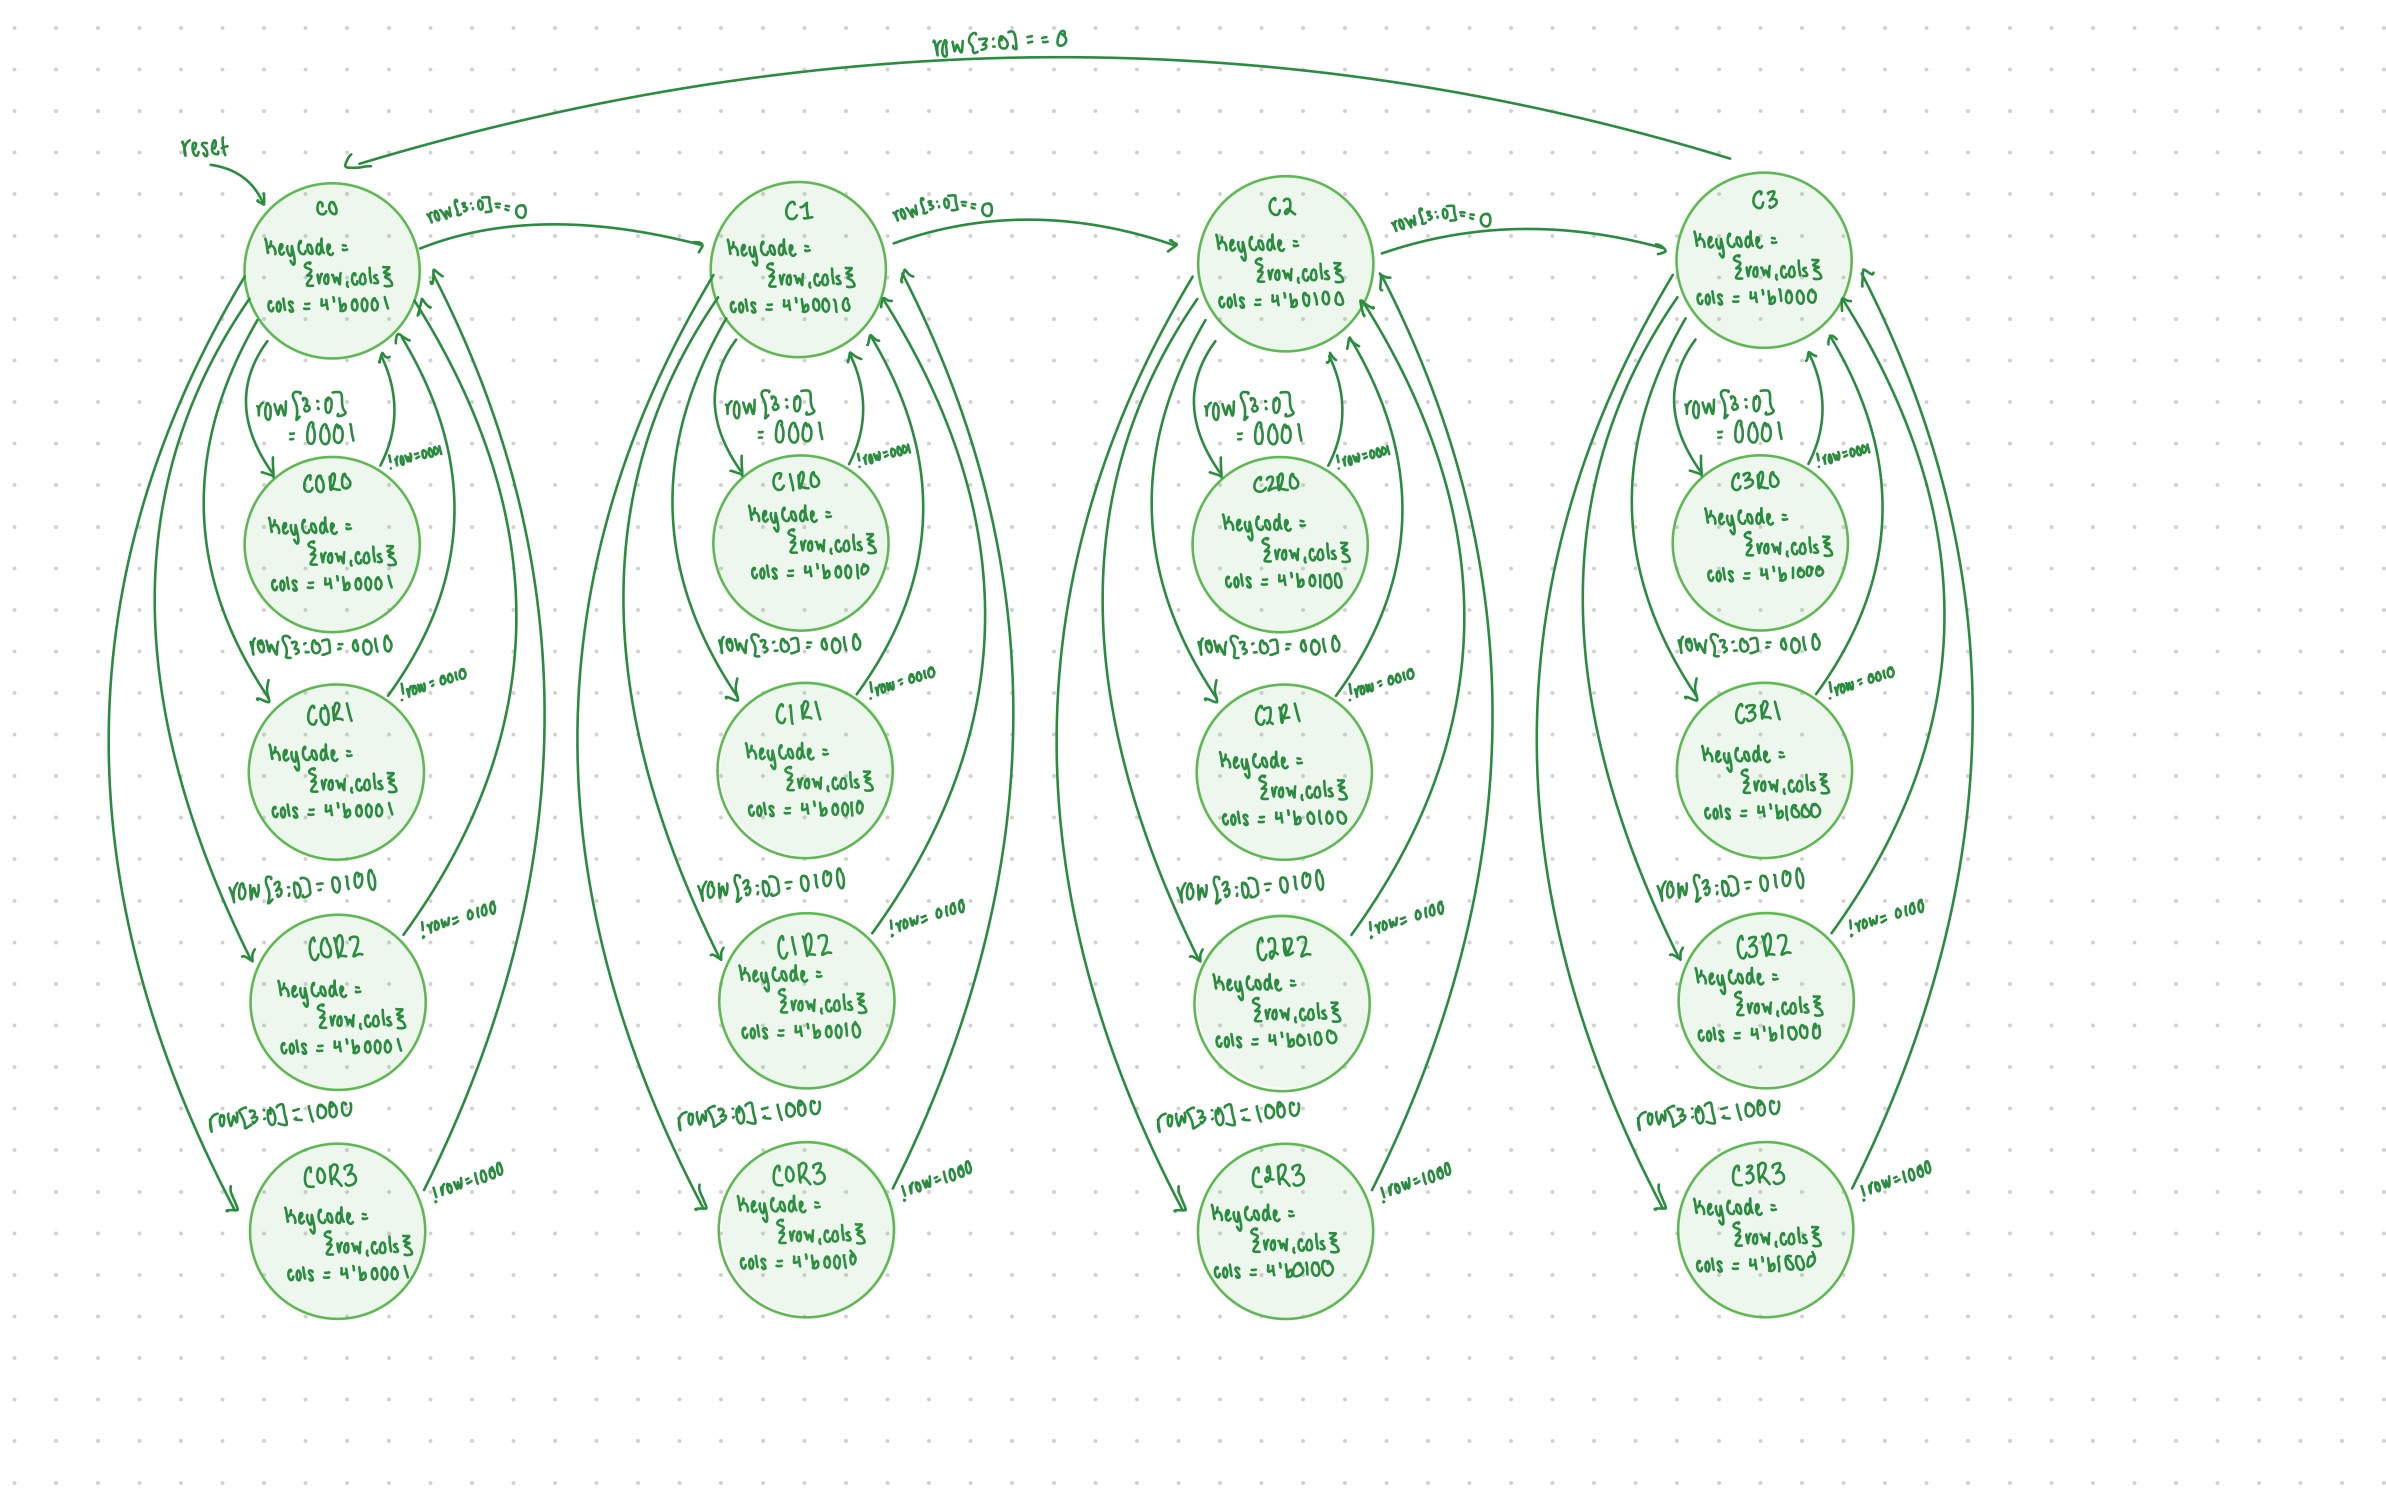 row[3:0] == 0
reset
C0
KeyCode =
{row,cols}
cols = 4'b0001
row[3:0]==0
C1
KeyCode =
{row,cols}
cols = 4'b0010
row[3:0]==0
C2
KeyCode =
{row,cols}
cols = 4'b0100
row[3:0]==0
C3
KeyCode =
{row,cols}
cols = 4'b1000
row[3:0]
= 0001
!row=0001
C0R0
KeyCode =
{row,cols}
cols = 4'b0001
row[3:0] = 0010
!row=0010
C0R1
KeyCode =
{row,cols}
cols = 4'b0001
row[3:0] = 0100
!row= 0100
C0R2
KeyCode =
{row,cols}
cols = 4'b0001
row[3:0] = 1000
!row=1000
C0R3
KeyCode =
{row,cols}
cols = 4'b0001
row[3:0]
= 0001
!row=0001
C1R0
KeyCode =
{row,cols}
cols = 4'b0010
row[3:0] = 0010
!row=0010
C1R1
KeyCode =
{row,cols}
cols = 4'b0010
row[3:0] = 0100
!row= 0100
C1R2
KeyCode =
{row,cols}
cols = 4'b0010
row[3:0] = 1000
!row=1000
C0R3
KeyCode =
{row,cols}
cols = 4'b0010
row[3:0]
= 0001
!row=0001
C2R0
KeyCode =
{row,cols}
cols = 4'b0100
row[3:0] = 0010
!row=0010
C2R1
KeyCode =
{row,cols}
cols = 4'b0100
row[3:0] = 0100
!row= 0100
C2R2
KeyCode =
{row,cols}
cols = 4'b0100
row[3:0] = 1000
!row=1000
C2R3
KeyCode =
{row,cols}
cols = 4'b0100
row[3:0]
= 0001
!row=0001
C3R0
KeyCode =
{row,cols}
cols = 4'b1000
row[3:0] = 0010
!row=0010
C3R1
KeyCode =
{row,cols}
cols = 4'b1000
row[3:0] = 0100
!row= 0100
C3R2
KeyCode =
{row,cols}
cols = 4'b1000
row[3:0] = 1000
!row=1000
C3R3
KeyCode =
{row,cols}
cols = 4'b1000